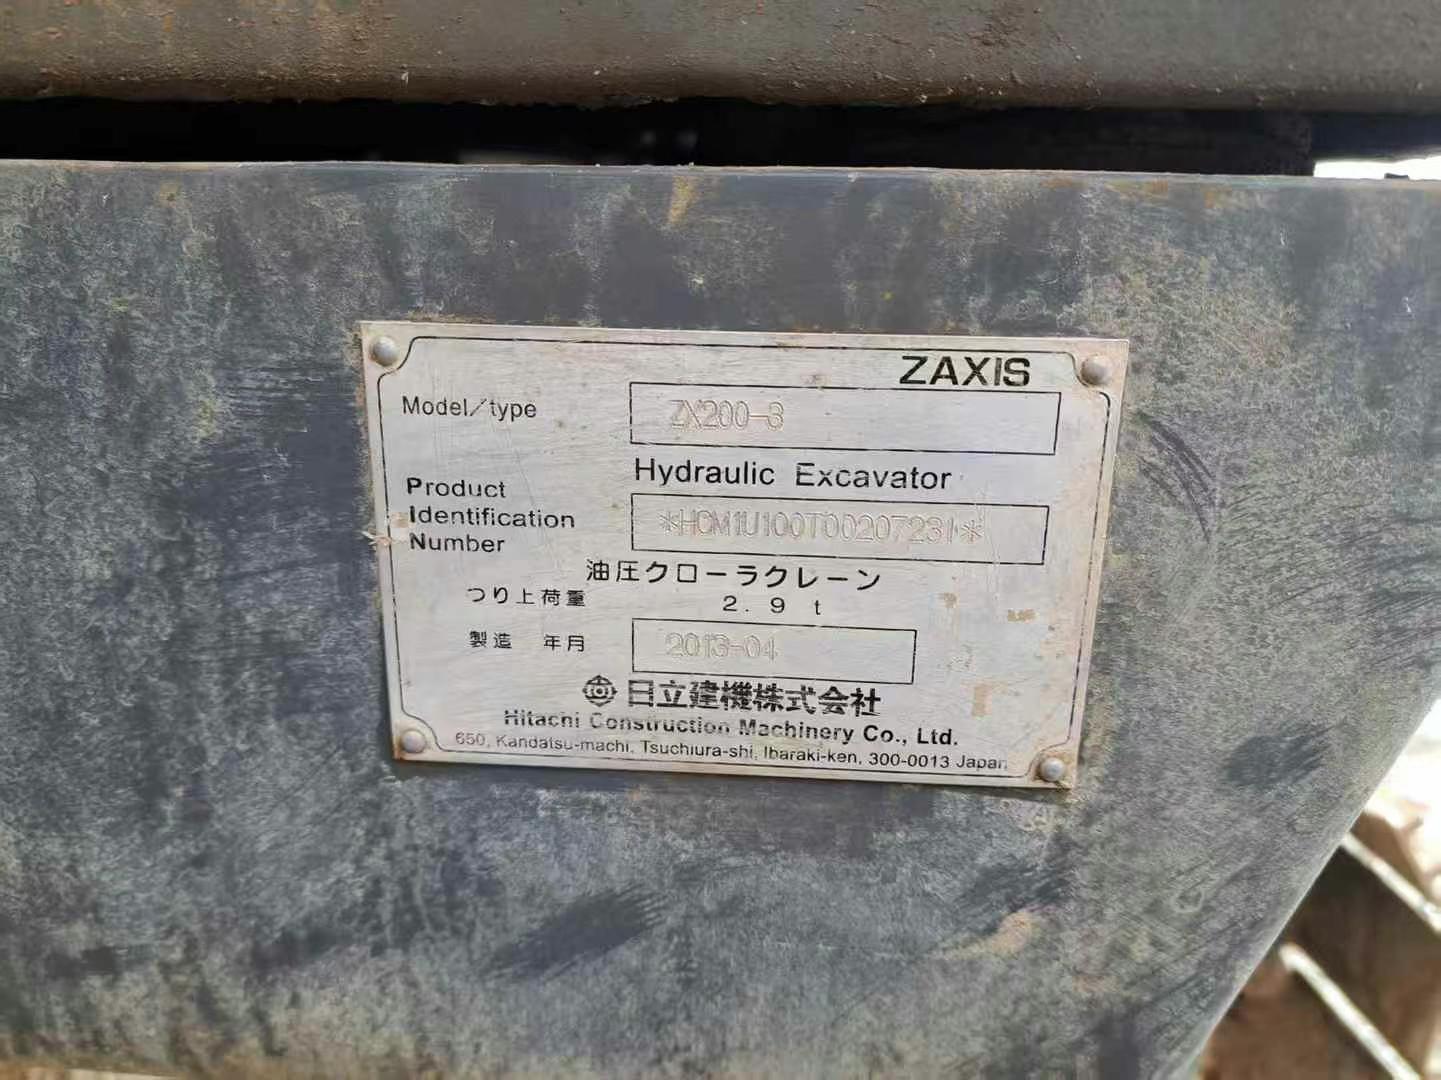 ZAXIS
Model/type ZX200-3
Hydraulic Excavator
Product
Identification
Number *HCM1U100T00207231*
油圧クローラクレーン
つり上荷重 2.9 t
製造 年月 2013-04
日立建機株式会社
Hitachi Construction Machinery Co., Ltd.
650, Kandatsu-machi, Tsuchiura-shi, Ibaraki-ken, 300-0013 Japan